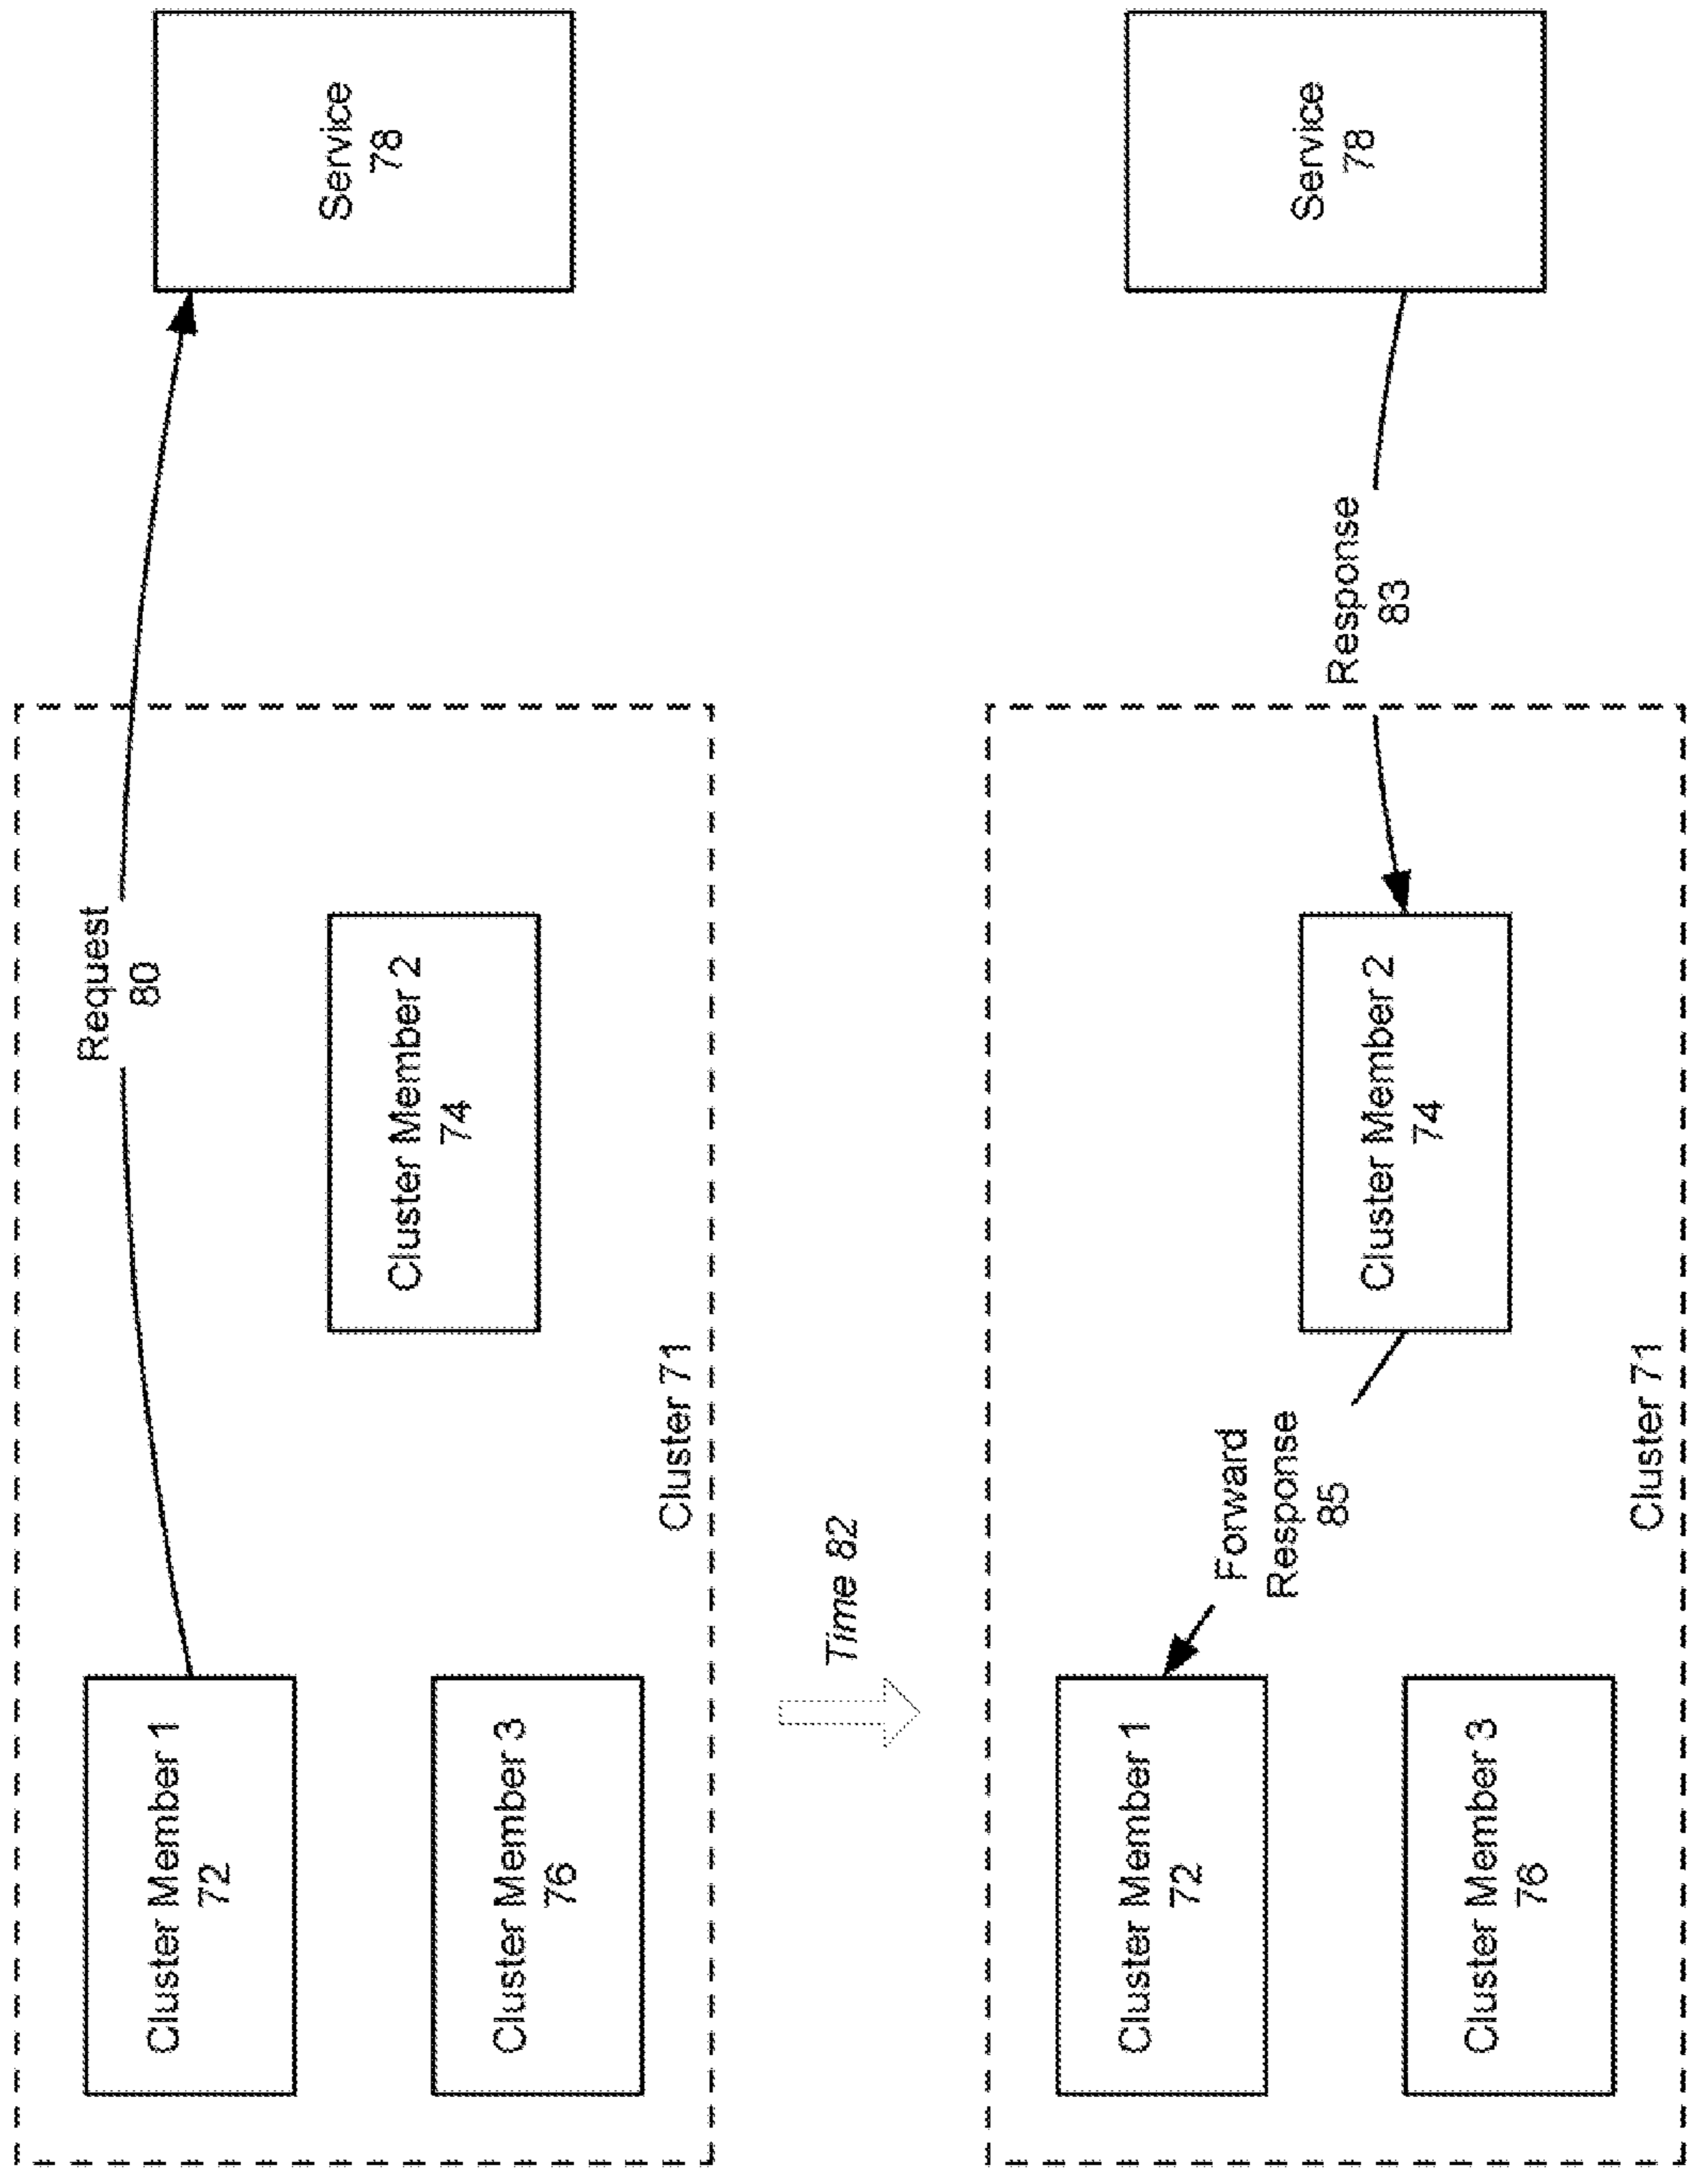 Request
80
Cluster Member 1
72
Service
78
Cluster Member 2
74
Cluster Member 3
76
Cluster 71
Time 82
Cluster Member 1
72
Forward
Response
85
Service
78
Response
83
Cluster Member 2
74
Cluster Member 3
76
Cluster 71